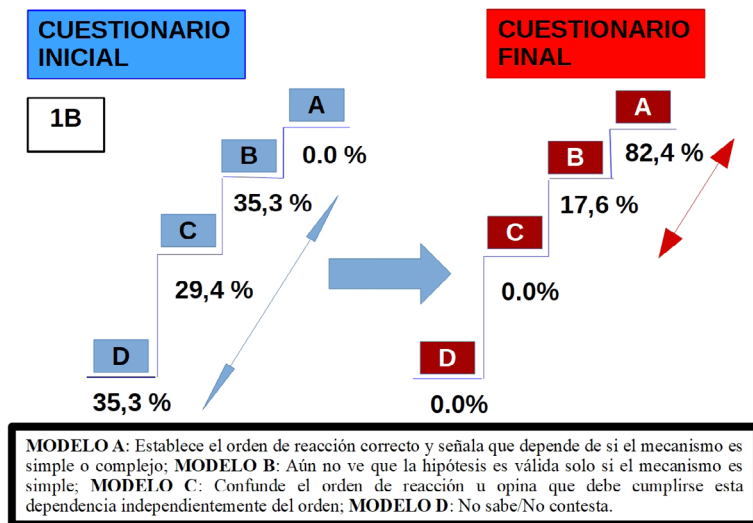 CUESTIONARIO
INICIAL
CUESTIONARIO
FINAL
1B
A
0.0 %
B
35,3 %
C
29,4 %
D
35,3 %
A
82,4 %
B
17,6 %
C
0.0%
D
0.0%
MODELO A: Establece el orden de reacción correcto y señala que depende de si el mecanismo es
simple o complejo; MODELO B: Aún no ve que la hipótesis es válida solo si el mecanismo es
simple; MODELO C: Confunde el orden de reacción u opina que debe cumplirse esta
dependencia independientemente del orden; MODELO D: No sabe/No contesta.